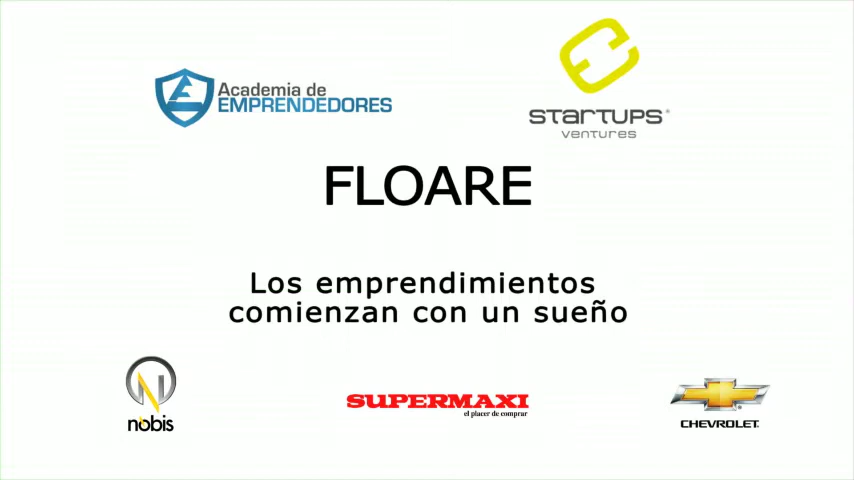 Academia de
EMPRENDEDORES
STARTUPS®
VENTURES
FLOARE
Los emprendimientos
comienzan con un sueño
nobis
SUPERMAXI
el placer de comprar
CHEVROLET